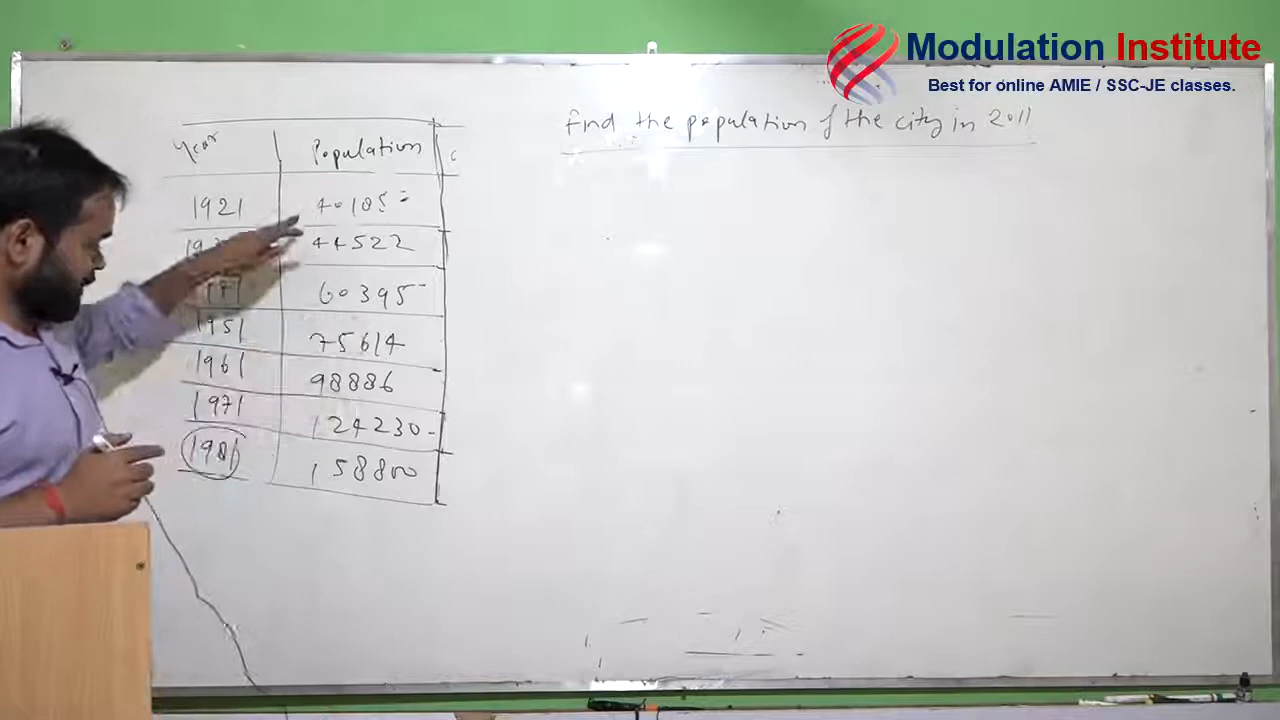 Modulation Institute
Best for online AMIE / SSC-JE classes.
Find the population of the city in 2011
Year Population
1921 40185
44522
60395
1951 75614
1961 98886
1971 124230
1981 158800